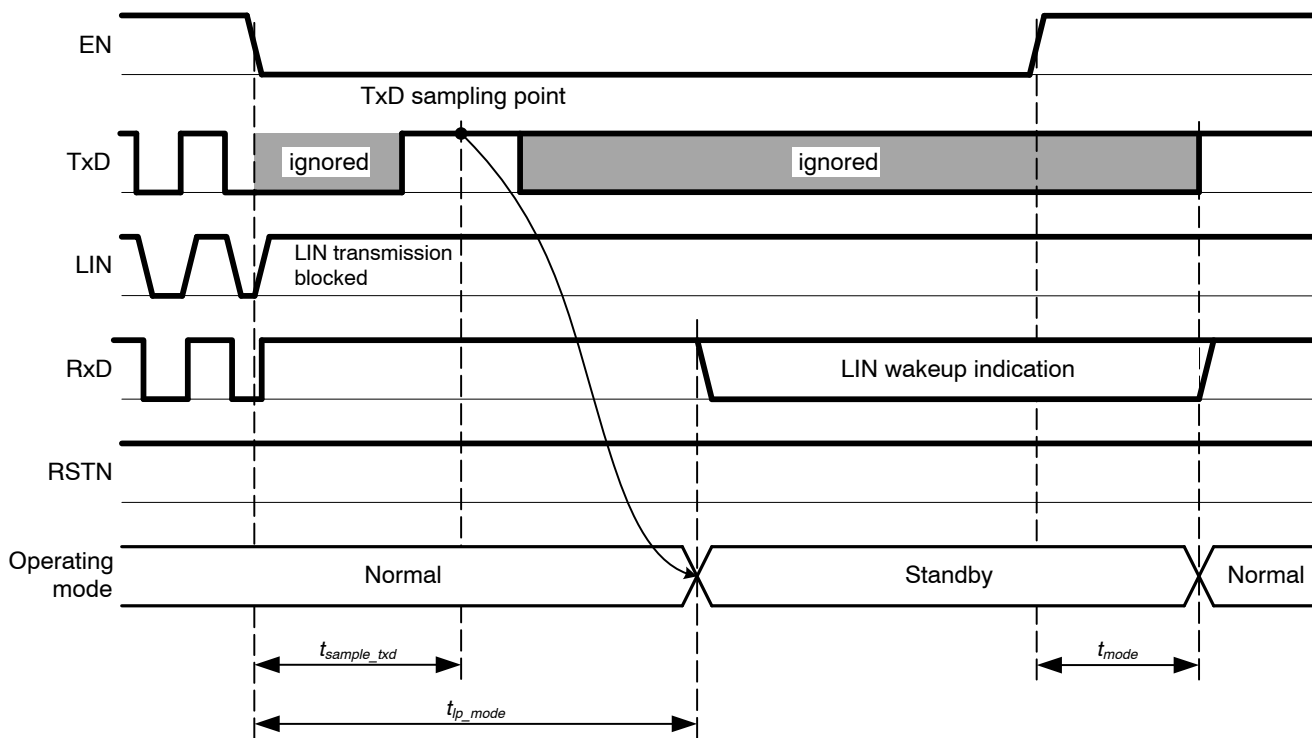 EN
TxD sampling point
TxD
ignored
ignored
LIN
LIN transmission
blocked
RxD
LIN wakeup indication
RSTN
Operating
mode
Normal
Standby
Normal
tsample_txd
tmode
tlp_mode